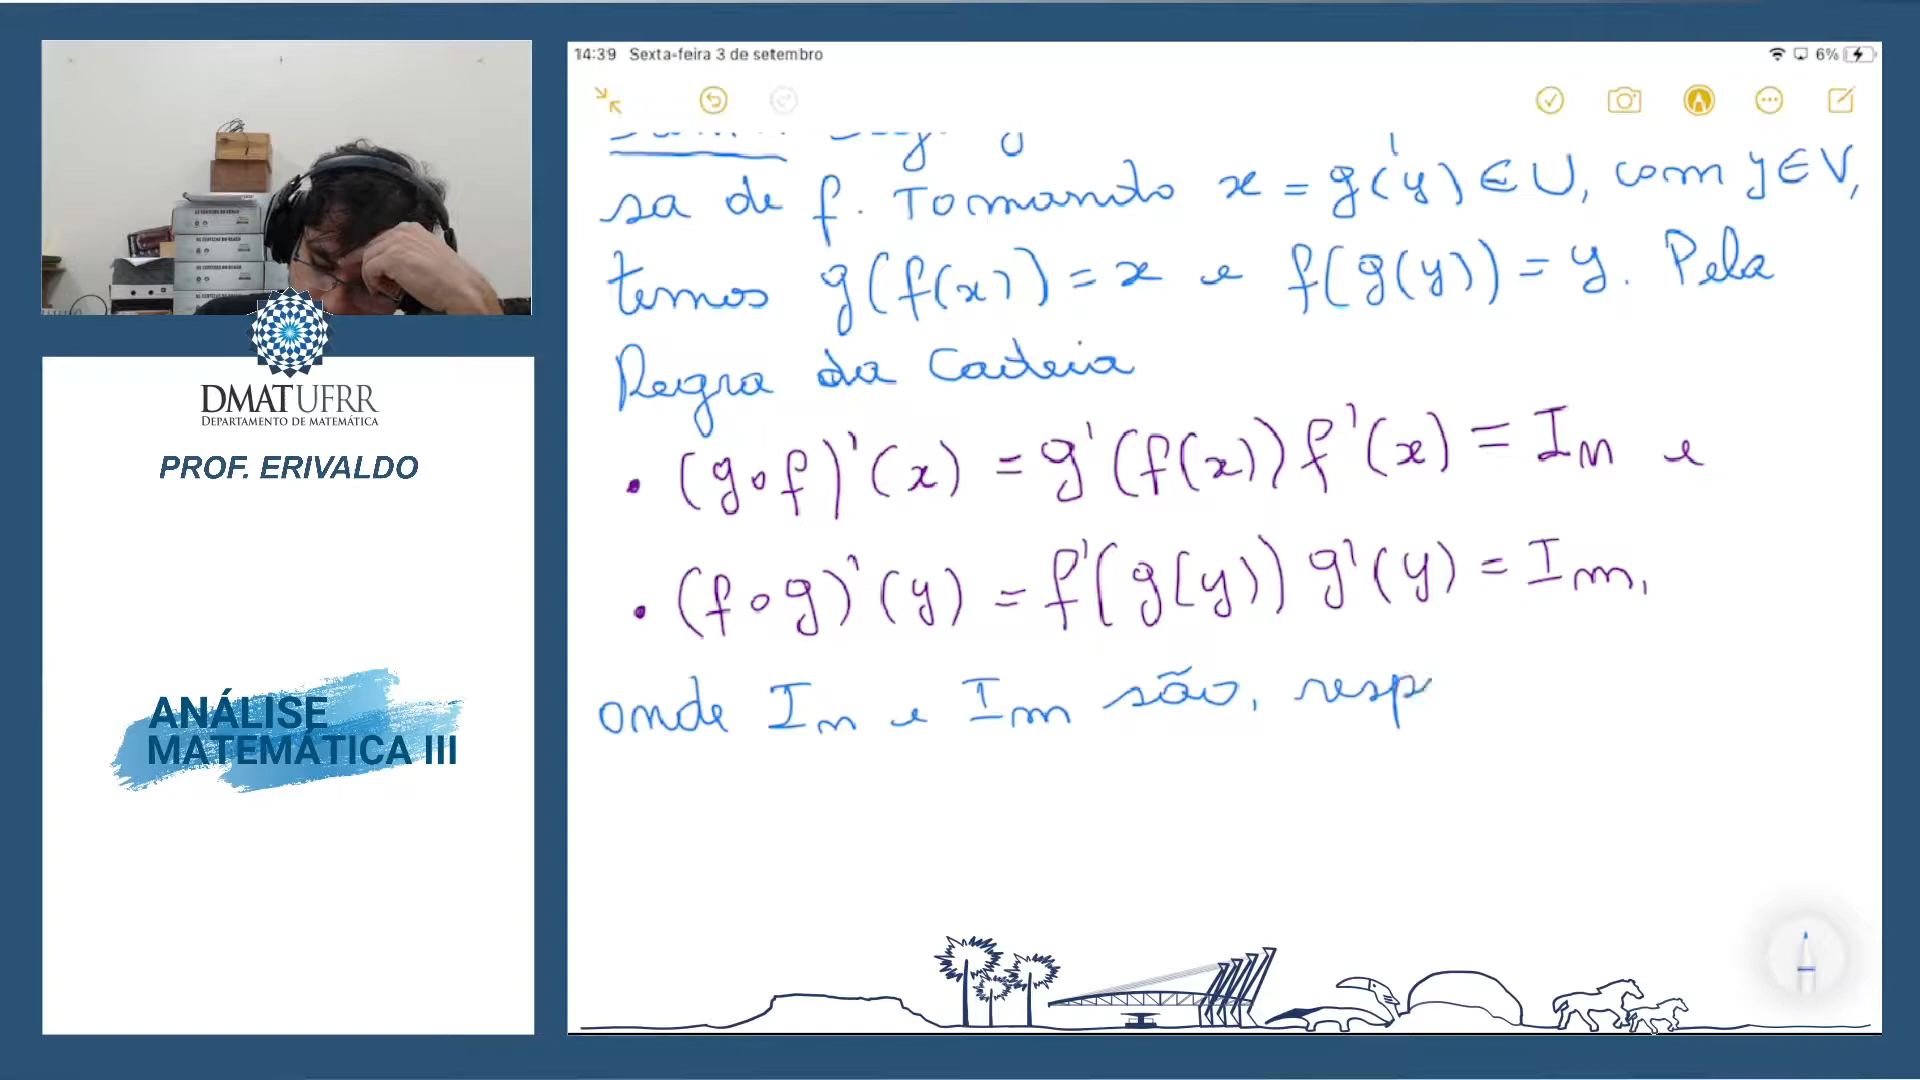 14:39 Sexta-feira 3 de setembro
6%
sa de f. Tomando x = g(y) ∈ U, com y ∈ V,
temos g(f(x)) = x e f(g(y)) = y. Pela
Regra da Cadeia
• (g∘f)'(x) = g'(f(x)) f'(x) = In e
• (f∘g)'(y) = f'(g(y)) g'(y) = Im,
onde In e Im são, resp
DMATUFRR
DEPARTAMENTO DE MATEMÁTICA
PROF. ERIVALDO
ANÁLISE
MATEMÁTICA III